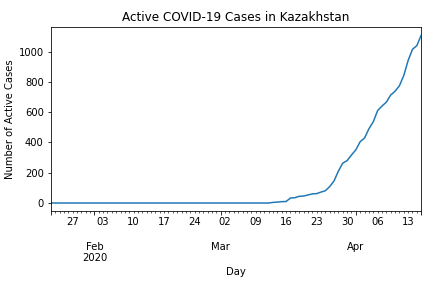 Active COVID-19 Cases in Kazakhstan
Number of Active Cases
1000
800
600
400
200
0
27 03 10 17 24 02 09 16 23 30 06 13
Feb Mar Apr
2020
Day